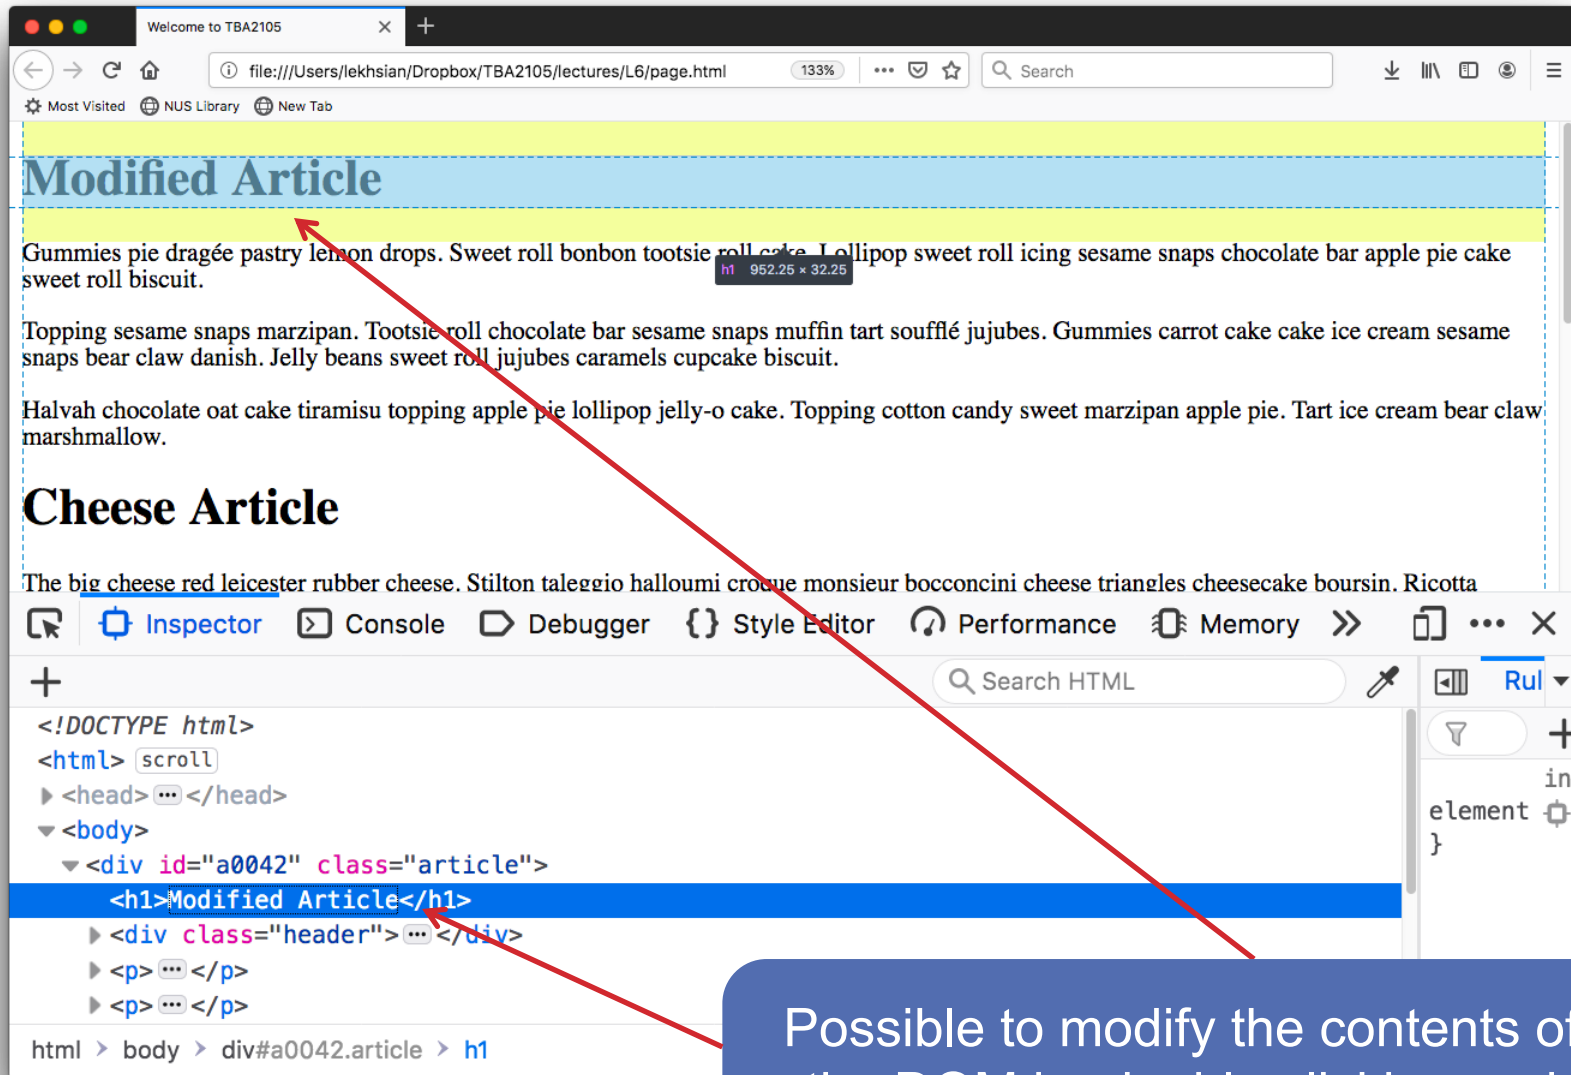 Welcome to TBA2105
file:///Users/lekhsian/Dropbox/TBA2105/lectures/L6/page.html 133% Search
Most Visited NUS Library New Tab
Modified Article
Gummies pie dragée pastry lemon drops. Sweet roll bonbon tootsie roll cake. Lollipop sweet roll icing sesame snaps chocolate bar apple pie cake
h1 952.25 × 32.25
sweet roll biscuit.
Topping sesame snaps marzipan. Tootsie roll chocolate bar sesame snaps muffin tart soufflé jujubes. Gummies carrot cake cake ice cream sesame
snaps bear claw danish. Jelly beans sweet roll jujubes caramels cupcake biscuit.
Halvah chocolate oat cake tiramisu topping apple pie lollipop jelly-o cake. Topping cotton candy sweet marzipan apple pie. Tart ice cream bear claw
marshmallow.
Cheese Article
The big cheese red leicester rubber cheese. Stilton taleggio halloumi croque monsieur bocconcini cheese triangles cheesecake boursin. Ricotta
Inspector Console Debugger {} Style Editor Performance Memory
Search HTML
Rul
<!DOCTYPE html>
<html> scroll
<head> ··· </head>
<body>
<div id="a0042" class="article">
<h1>Modified Article</h1>
<div class="header"> ··· </div>
<p> ··· </p>
<p> ··· </p>
html > body > div#a0042.article > h1
in
element
}
Possible to modify the contents of